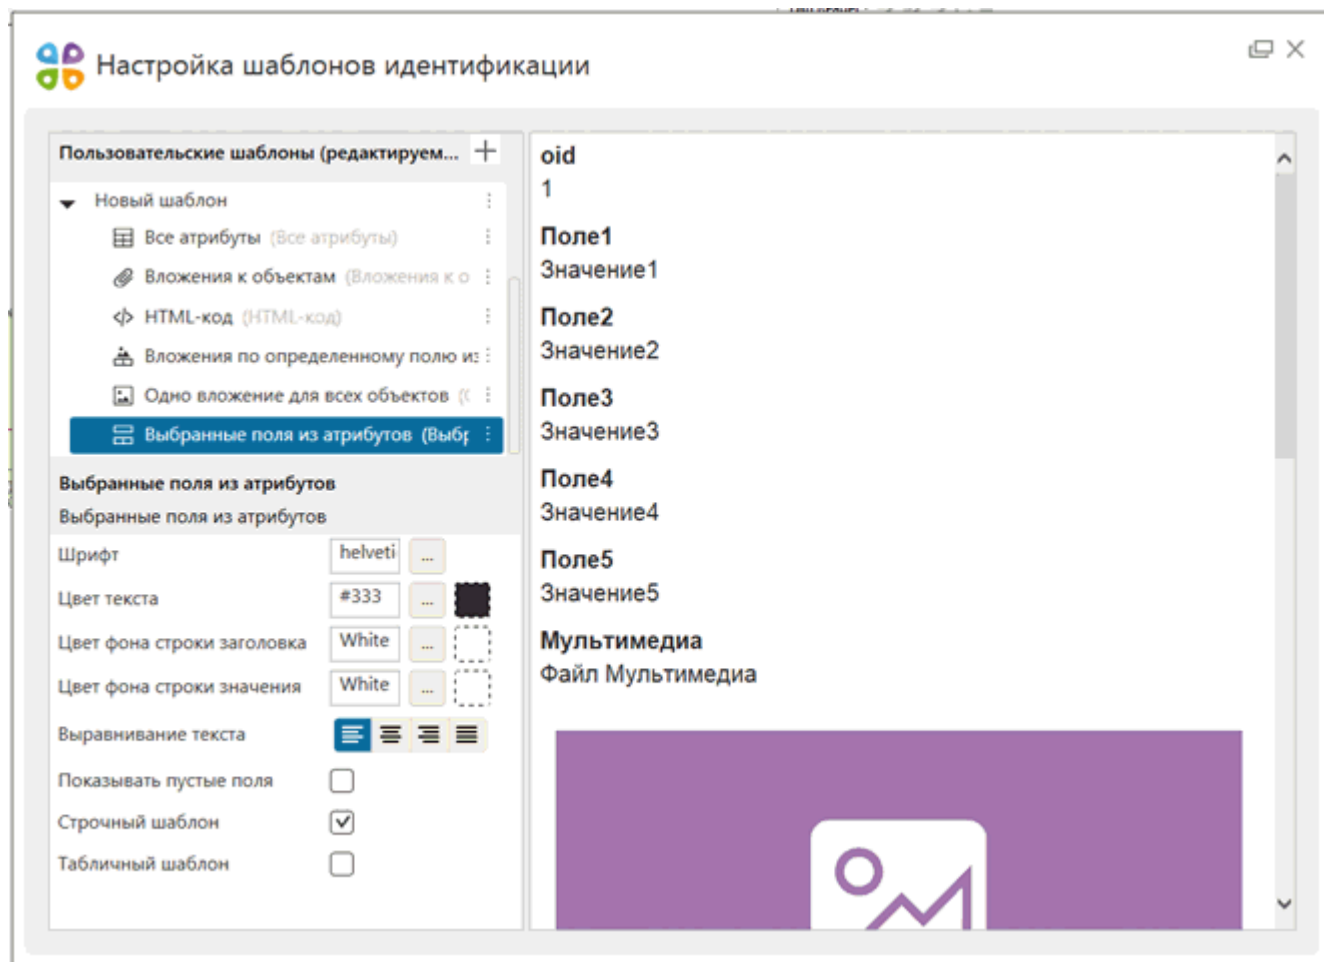 Настройка шаблонов идентификации
Пользовательские шаблоны (редактируем...
Новый шаблон
Все атрибуты (Все атрибуты)
Вложения к объектам (Вложения к о
HTML-код (HTML-код)
Вложения по определенному полю из
Одно вложение для всех объектов (
Выбранные поля из атрибутов (Выбр
Выбранные поля из атрибутов
Выбранные поля из атрибутов
Шрифт helveti ...
Цвет текста #333 ...
Цвет фона строки заголовка White ...
Цвет фона строки значения White ...
Выравнивание текста
Показывать пустые поля
Строчный шаблон
Табличный шаблон
oid
1
Поле1
Значение1
Поле2
Значение2
Поле3
Значение3
Поле4
Значение4
Поле5
Значение5
Мультимедиа
Файл Мультимедиа